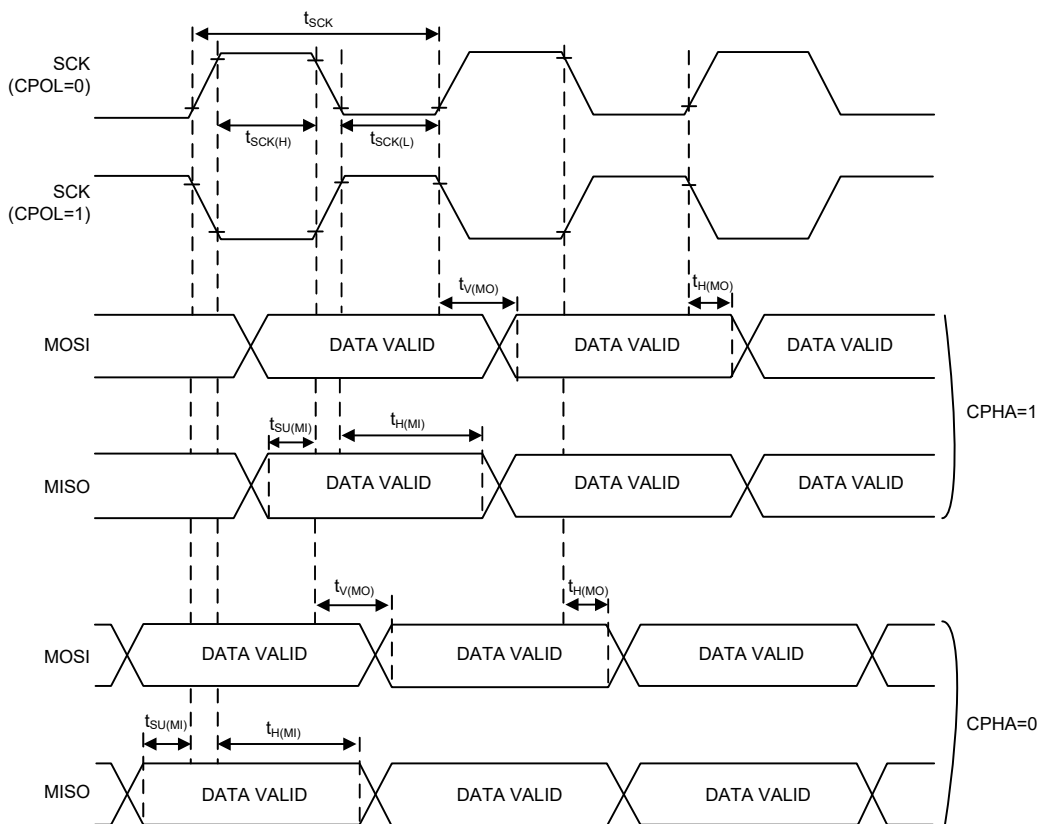 tSCK
SCK
(CPOL=0)
tSCK(H)
tSCK(L)
SCK
(CPOL=1)
tV(MO)
tH(MO)
MOSI
DATA VALID
DATA VALID
DATA VALID
CPHA=1
tSU(MI)
tH(MI)
MISO
DATA VALID
DATA VALID
DATA VALID
tV(MO)
tH(MO)
MOSI
DATA VALID
DATA VALID
DATA VALID
CPHA=0
tSU(MI)
tH(MI)
MISO
DATA VALID
DATA VALID
DATA VALID